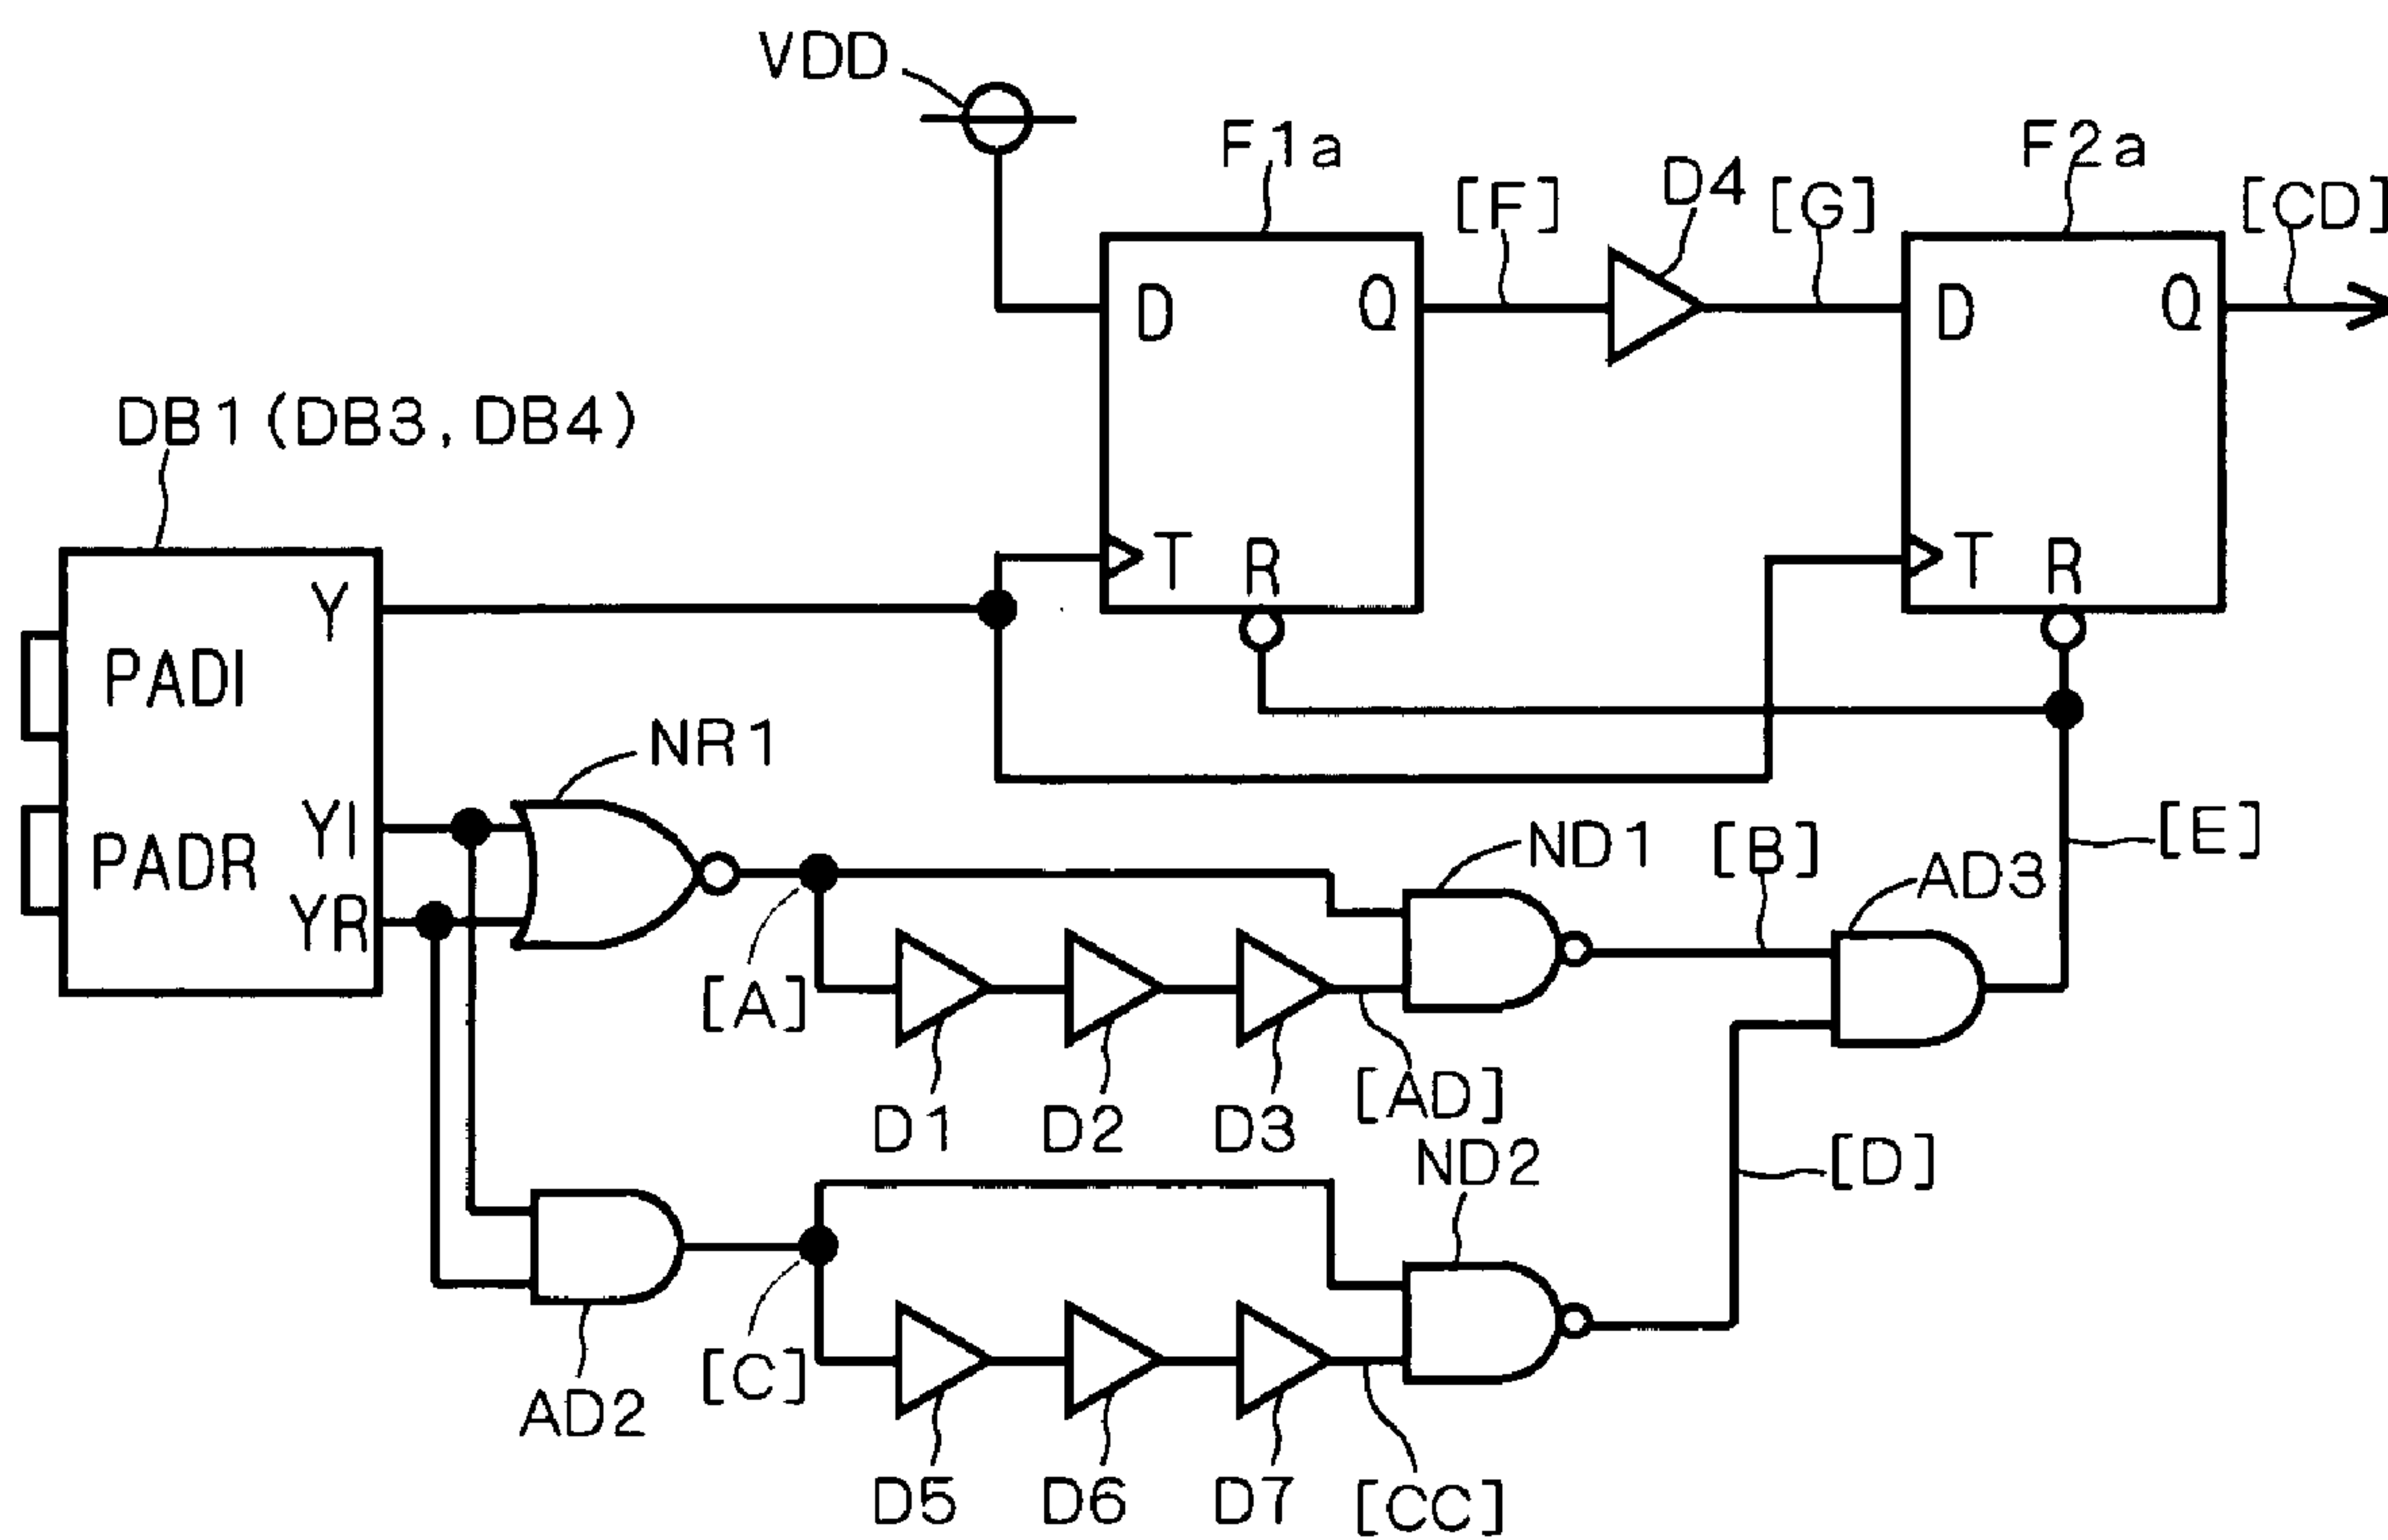 VDD
F1a
F2a
[F]
D4
[G]
[CD]
D
Q
D
Q
DB1(DB3,DB4)
T
R
T
R
Y
PADI
NR1
YI
PADR
YR
ND1
[B]
AD3
[E]
[A]
D1
D2
D3
[AD]
ND2
[D]
[C]
AD2
D5
D6
D7
[CC]